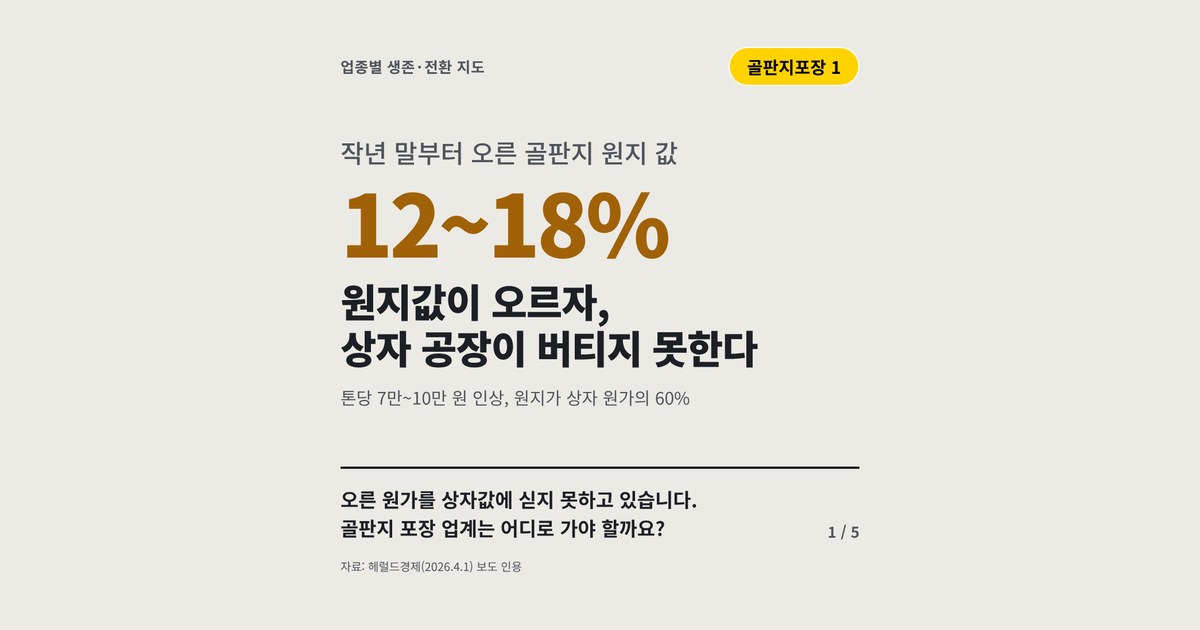 업종별 생존·전환 지도
골판지포장 1
작년 말부터 오른 골판지 원지 값
12~18%
원지값이 오르자,
상자 공장이 버티지 못한다
톤당 7만~10만 원 인상, 원지가 상자 원가의 60%
오른 원가를 상자값에 싣지 못하고 있습니다.
골판지 포장 업계는 어디로 가야 할까요?
1 / 5
자료: 헤럴드경제(2026.4.1) 보도 인용